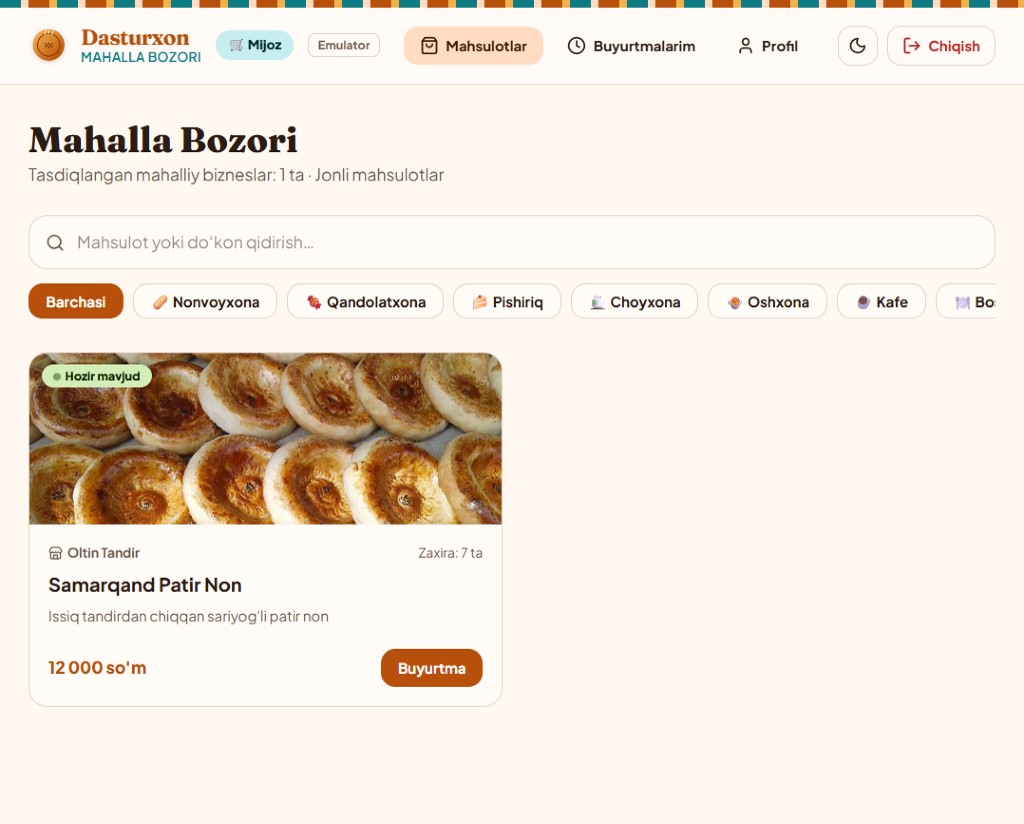 Dasturxon
MAHALLA BOZORI
Mijoz
Emulator
Mahsulotlar
Buyurtmalarim
Profil
Chiqish
Mahalla Bozori
Tasdiqlangan mahalliy bizneslar: 1 ta · Jonli mahsulotlar
Mahsulot yoki do'kon qidirish...
Barchasi
Nonvoyxona
Qandolatxona
Pishiriq
Choyxona
Oshxona
Kafe
Hozir mavjud
Oltin Tandir
Zaxira: 7 ta
Samarqand Patir Non
Issiq tandirdan chiqqan sariyog'li patir non
12 000 so'm
Buyurtma